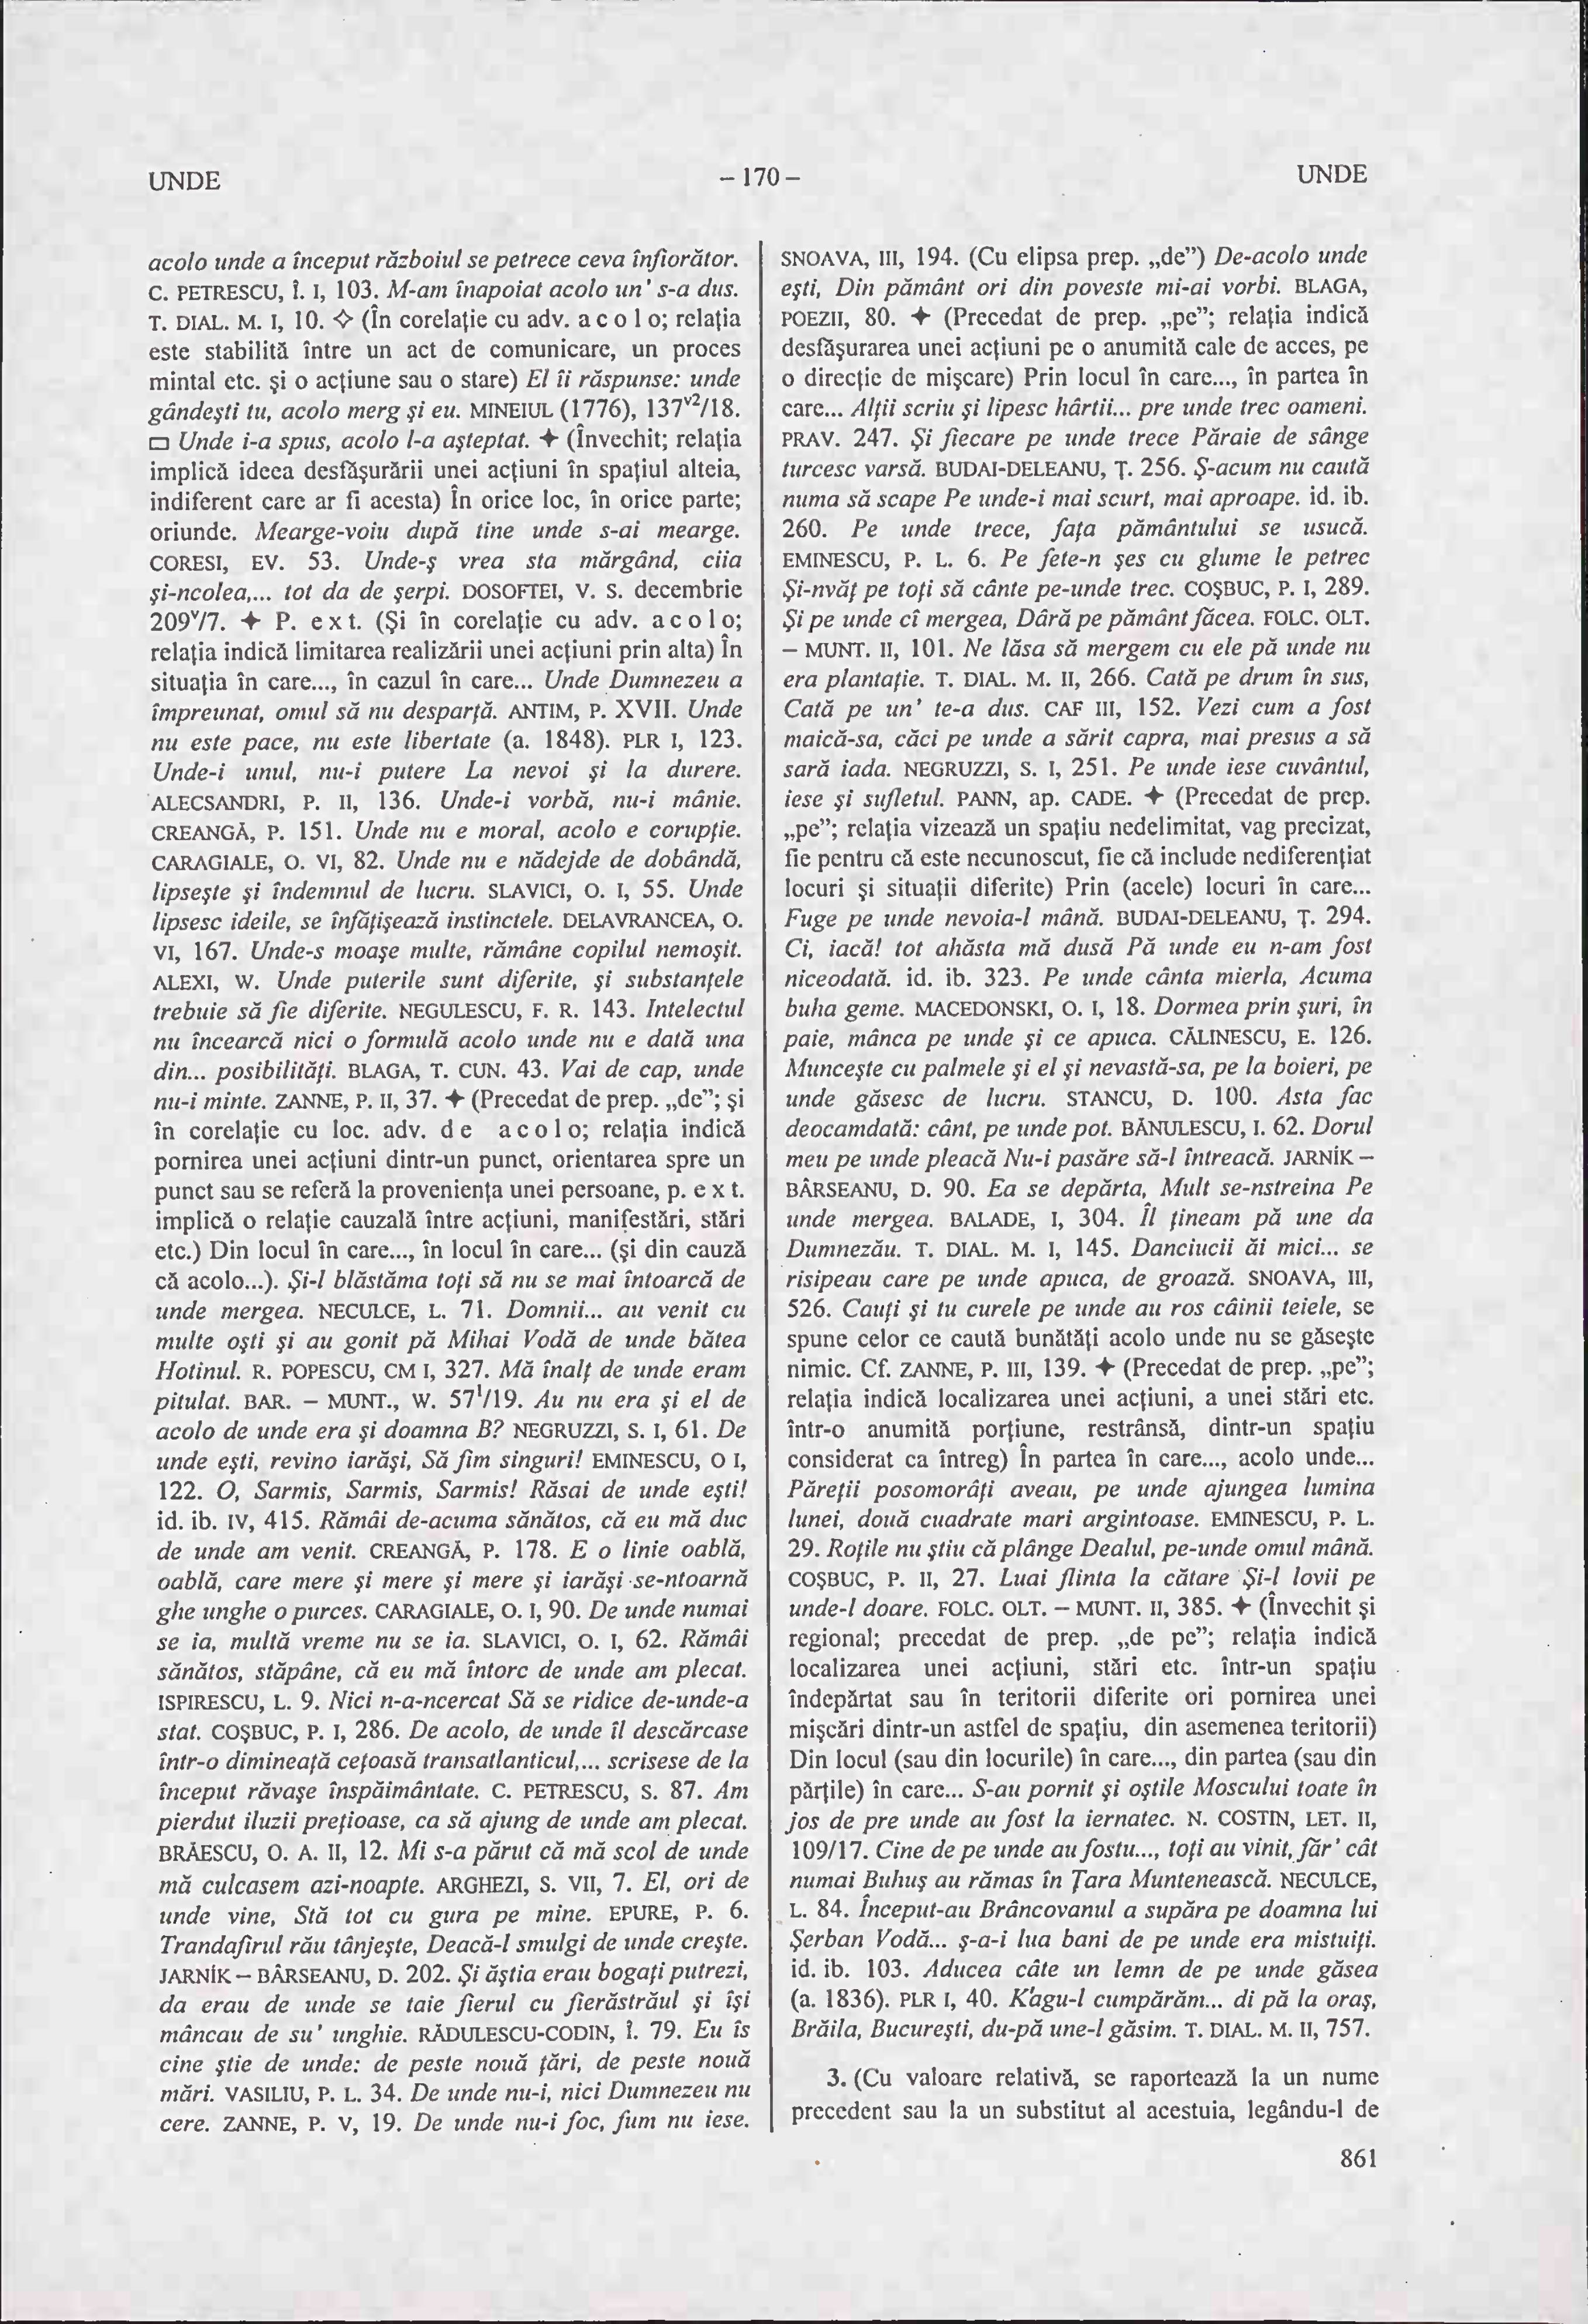 UNDE
– 170 –
UNDE
acolo unde a început războiul se petrece ceva înfiorător.
C. PETRESCU, Î. I, 103. M-am înapoiat acolo un' s-a dus.
T. DIAL. M. I, 10. ◇ (În corelaţie cu adv. a c o l o; relaţia
este stabilită între un act de comunicare, un proces
mintal etc. şi o acţiune sau o stare) El îi răspunse: unde
gândeşti tu, acolo merg şi eu. MINEIUL (1776), 137ᵛ²/18.
▭ Unde i-a spus, acolo l-a aşteptat. ✦ (Învechit; relaţia
implică ideea desfăşurării unei acţiuni în spaţiul alteia,
indiferent care ar fi acesta) În orice loc, în orice parte;
oriunde. Mearge-voiu după tine unde s-ai mearge.
CORESI, EV. 53. Unde-ş vrea sta mărgând, ciia
şi-ncolea,... tot da de şerpi. DOSOFTEI, V. S. decembrie
209ᵛ/7. ✦ P. e x t. (Şi în corelaţie cu adv. a c o l o;
relaţia indică limitarea realizării unei acţiuni prin alta) În
situaţia în care..., în cazul în care... Unde Dumnezeu a
împreunat, omul să nu desparţă. ANTIM, P. XVII. Unde
nu este pace, nu este libertate (a. 1848). PLR I, 123.
Unde-i unul, nu-i putere La nevoi şi la durere.
ALECSANDRI, P. II, 136. Unde-i vorbă, nu-i mânie.
CREANGĂ, P. 151. Unde nu e moral, acolo e corupţie.
CARAGIALE, O. VI, 82. Unde nu e nădejde de dobândă,
lipseşte şi îndemnul de lucru. SLAVICI, O. I, 55. Unde
lipsesc ideile, se înfăţişează instinctele. DELAVRANCEA, O.
VI, 167. Unde-s moaşe multe, rămâne copilul nemoşit.
ALEXI, W. Unde puterile sunt diferite, şi substanţele
trebuie să fie diferite. NEGULESCU, F. R. 143. Intelectul
nu încearcă nici o formulă acolo unde nu e dată una
din... posibilităţi. BLAGA, T. CUN. 43. Vai de cap, unde
nu-i minte. ZANNE, P. II, 37. ✦ (Precedat de prep. „de”; şi
în corelaţie cu loc. adv. d e a c o l o; relaţia indică
pornirea unei acţiuni dintr-un punct, orientarea spre un
punct sau se referă la provenienţa unei persoane, p. e x t.
implică o relaţie cauzală între acţiuni, manifestări, stări
etc.) Din locul în care..., în locul în care... (şi din cauză
că acolo...). Şi-l blăstăma toţi să nu se mai întoarcă de
unde mergea. NECULCE, L. 71. Domnii... au venit cu
multe oşti şi au gonit pă Mihai Vodă de unde bătea
Hotinul. R. POPESCU, CM I, 327. Mă înalţ de unde eram
pitulat. BAR. – MUNT., W. 57¹/19. Au nu era şi el de
acolo de unde era şi doamna B? NEGRUZZI, S. I, 61. De
unde eşti, revino iarăşi, Să fim singuri! EMINESCU, O I,
122. O, Sarmis, Sarmis, Sarmis! Răsai de unde eşti!
id. ib. IV, 415. Rămâi de-acuma sănătos, că eu mă duc
de unde am venit. CREANGĂ, P. 178. E o linie oablă,
oablă, care mere şi mere şi mere şi iarăşi se-ntoarnă
ghe unghe o purces. CARAGIALE, O. I, 90. De unde numai
se ia, multă vreme nu se ia. SLAVICI, O. I, 62. Rămâi
sănătos, stăpâne, că eu mă întorc de unde am plecat.
ISPIRESCU, L. 9. Nici n-a-ncercat Să se ridice de-unde-a
stat. COŞBUC, P. I, 286. De acolo, de unde îl descărcase
într-o dimineaţă ceţoasă transatlanticul,... scrisese de la
început răvaşe înspăimântate. C. PETRESCU, S. 87. Am
pierdut iluzii preţioase, ca să ajung de unde am plecat.
BRĂESCU, O. A. II, 12. Mi s-a părut că mă scol de unde
mă culcasem azi-noapte. ARGHEZI, S. VII, 7. El, ori de
unde vine, Stă tot cu gura pe mine. EPURE, P. 6.
Trandafirul rău tânjeşte, Deacă-l smulgi de unde creşte.
JARNÍK – BÂRSEANU, D. 202. Şi ăştia erau bogaţi putrezi,
da erau de unde se taie fierul cu fierăstrăul şi îşi
mâncau de su' unghie. RĂDULESCU-CODIN, Î. 79. Eu îs
cine ştie de unde: de peste nouă ţări, de peste nouă
mări. VASILIU, P. L. 34. De unde nu-i, nici Dumnezeu nu
cere. ZANNE, P. V, 19. De unde nu-i foc, fum nu iese.
SNOAVA, III, 194. (Cu elipsa prep. „de”) De-acolo unde
eşti, Din pământ ori din poveste mi-ai vorbi. BLAGA,
POEZII, 80. ✦ (Precedat de prep. „pe”; relaţia indică
desfăşurarea unei acţiuni pe o anumită cale de acces, pe
o direcţie de mişcare) Prin locul în care..., în partea în
care... Alţii scriu şi lipesc hârtii... pre unde trec oameni.
PRAV. 247. Şi fiecare pe unde trece Păraie de sânge
turcesc varsă. BUDAI-DELEANU, Ţ. 256. Ş-acum nu caută
numa să scape Pe unde-i mai scurt, mai aproape. id. ib.
260. Pe unde trece, faţa pământului se usucă.
EMINESCU, P. L. 6. Pe fete-n şes cu glume le petrec
Şi-nvăţ pe toţi să cânte pe-unde trec. COŞBUC, P. I, 289.
Şi pe unde cî mergea, Dâră pe pământ făcea. FOLC. OLT.
– MUNT. II, 101. Ne lăsa să mergem cu ele pă unde nu
era plantaţie. T. DIAL. M. II, 266. Cată pe drum în sus,
Cată pe un' te-a dus. CAF III, 152. Vezi cum a fost
maică-sa, căci pe unde a sărit capra, mai presus a să
sară iada. NEGRUZZI, S. I, 251. Pe unde iese cuvântul,
iese şi sufletul. PANN, ap. CADE. ✦ (Precedat de prep.
„pe”; relaţia vizează un spaţiu nedelimitat, vag precizat,
fie pentru că este necunoscut, fie că include nediferenţiat
locuri şi situaţii diferite) Prin (acele) locuri în care...
Fuge pe unde nevoia-l mână. BUDAI-DELEANU, Ţ. 294.
Ci, iacă! tot ahăsta mă dusă Pă unde eu n-am fost
niceodată. id. ib. 323. Pe unde cânta mierla, Acuma
buha geme. MACEDONSKI, O. I, 18. Dormea prin şuri, în
paie, mânca pe unde şi ce apuca. CĂLINESCU, E. 126.
Munceşte cu palmele şi el şi nevastă-sa, pe la boieri, pe
unde găsesc de lucru. STANCU, D. 100. Asta fac
deocamdată: cânt, pe unde pot. BĂNULESCU, I. 62. Dorul
meu pe unde pleacă Nu-i pasăre să-l întreacă. JARNÍK –
BÂRSEANU, D. 90. Ea se depărta, Mult se-nstreina Pe
unde mergea. BALADE, I, 304. Îl ţineam pă une da
Dumnezău. T. DIAL. M. I, 145. Danciucii ăi mici... se
risipeau care pe unde apuca, de groază. SNOAVA, III,
526. Cauţi şi tu curele pe unde au ros câinii teiele, se
spune celor ce caută bunătăţi acolo unde nu se găseşte
nimic. Cf. ZANNE, P. III, 139. ✦ (Precedat de prep. „pe”;
relaţia indică localizarea unei acţiuni, a unei stări etc.
într-o anumită porţiune, restrânsă, dintr-un spaţiu
considerat ca întreg) În partea în care..., acolo unde...
Păreţii posomorâţi aveau, pe unde ajungea lumina
lunei, două cuadrate mari argintoase. EMINESCU, P. L.
29. Roţile nu ştiu că plânge Dealul, pe-unde omul mână.
COŞBUC, P. II, 27. Luai flinta la cătare Şi-l lovii pe
unde-l doare. FOLC. OLT. – MUNT. II, 385. ✦ (Învechit şi
regional; precedat de prep. „de pe”; relaţia indică
localizarea unei acţiuni, stări etc. într-un spaţiu
îndepărtat sau în teritorii diferite ori pornirea unei
mişcări dintr-un astfel de spaţiu, din asemenea teritorii)
Din locul (sau din locurile) în care..., din partea (sau din
părţile) în care... S-au pornit şi oştile Moscului toate în
jos de pre unde au fost la iernatec. N. COSTIN, LET. II,
109/17. Cine de pe unde au fostu..., toţi au vinit, făr' cât
numai Buhuş au rămas în Ţara Muntenească. NECULCE,
L. 84. Început-au Brâncovanul a supăra pe doamna lui
Şerban Vodă... ş-a-i lua bani de pe unde era mistuiţi.
id. ib. 103. Aducea câte un lemn de pe unde găsea
(a. 1836). PLR I, 40. K'agu-l cumpărăm... di pă la oraş,
Brăila, Bucureşti, du-pă une-l găsim. T. DIAL. M. II, 757.
3. (Cu valoare relativă, se raportează la un nume
precedent sau la un substitut al acestuia, legându-l de
861